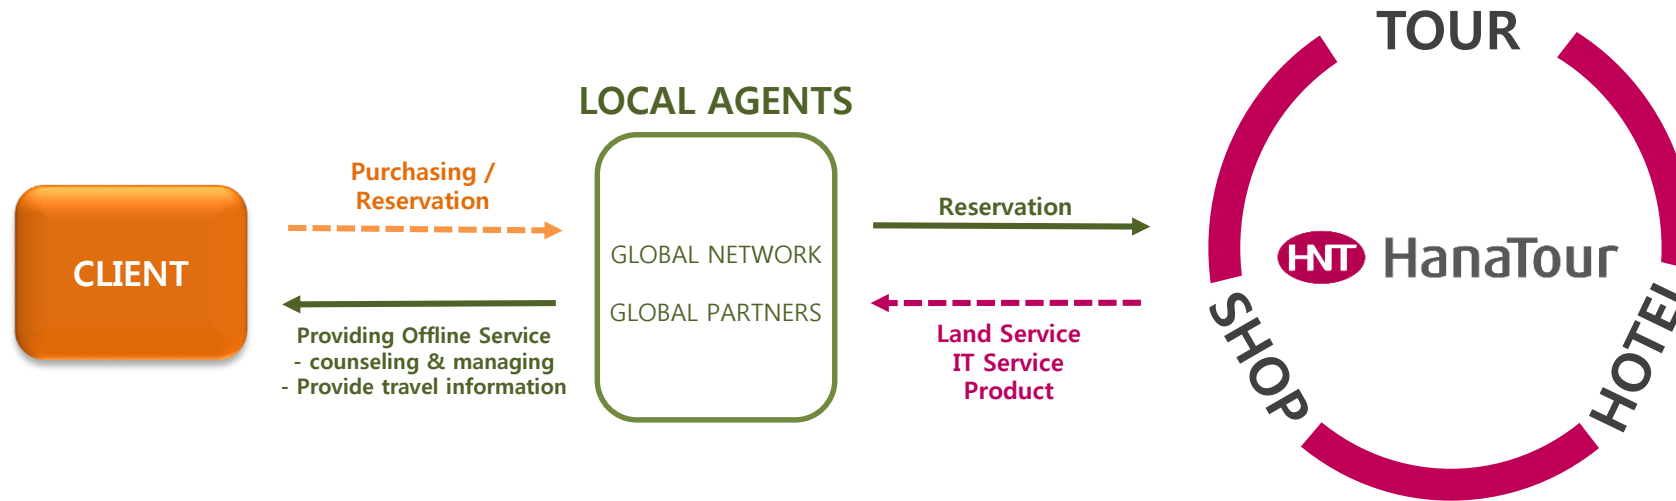 TOUR
LOCAL AGENTS
Purchasing /
Reservation
Reservation
CLIENT
GLOBAL NETWORK
GLOBAL PARTNERS
HNT HanaTour
Providing Offline Service
- counseling & managing
- Provide travel information
Land Service
IT Service
Product
SHOP
HOTEL